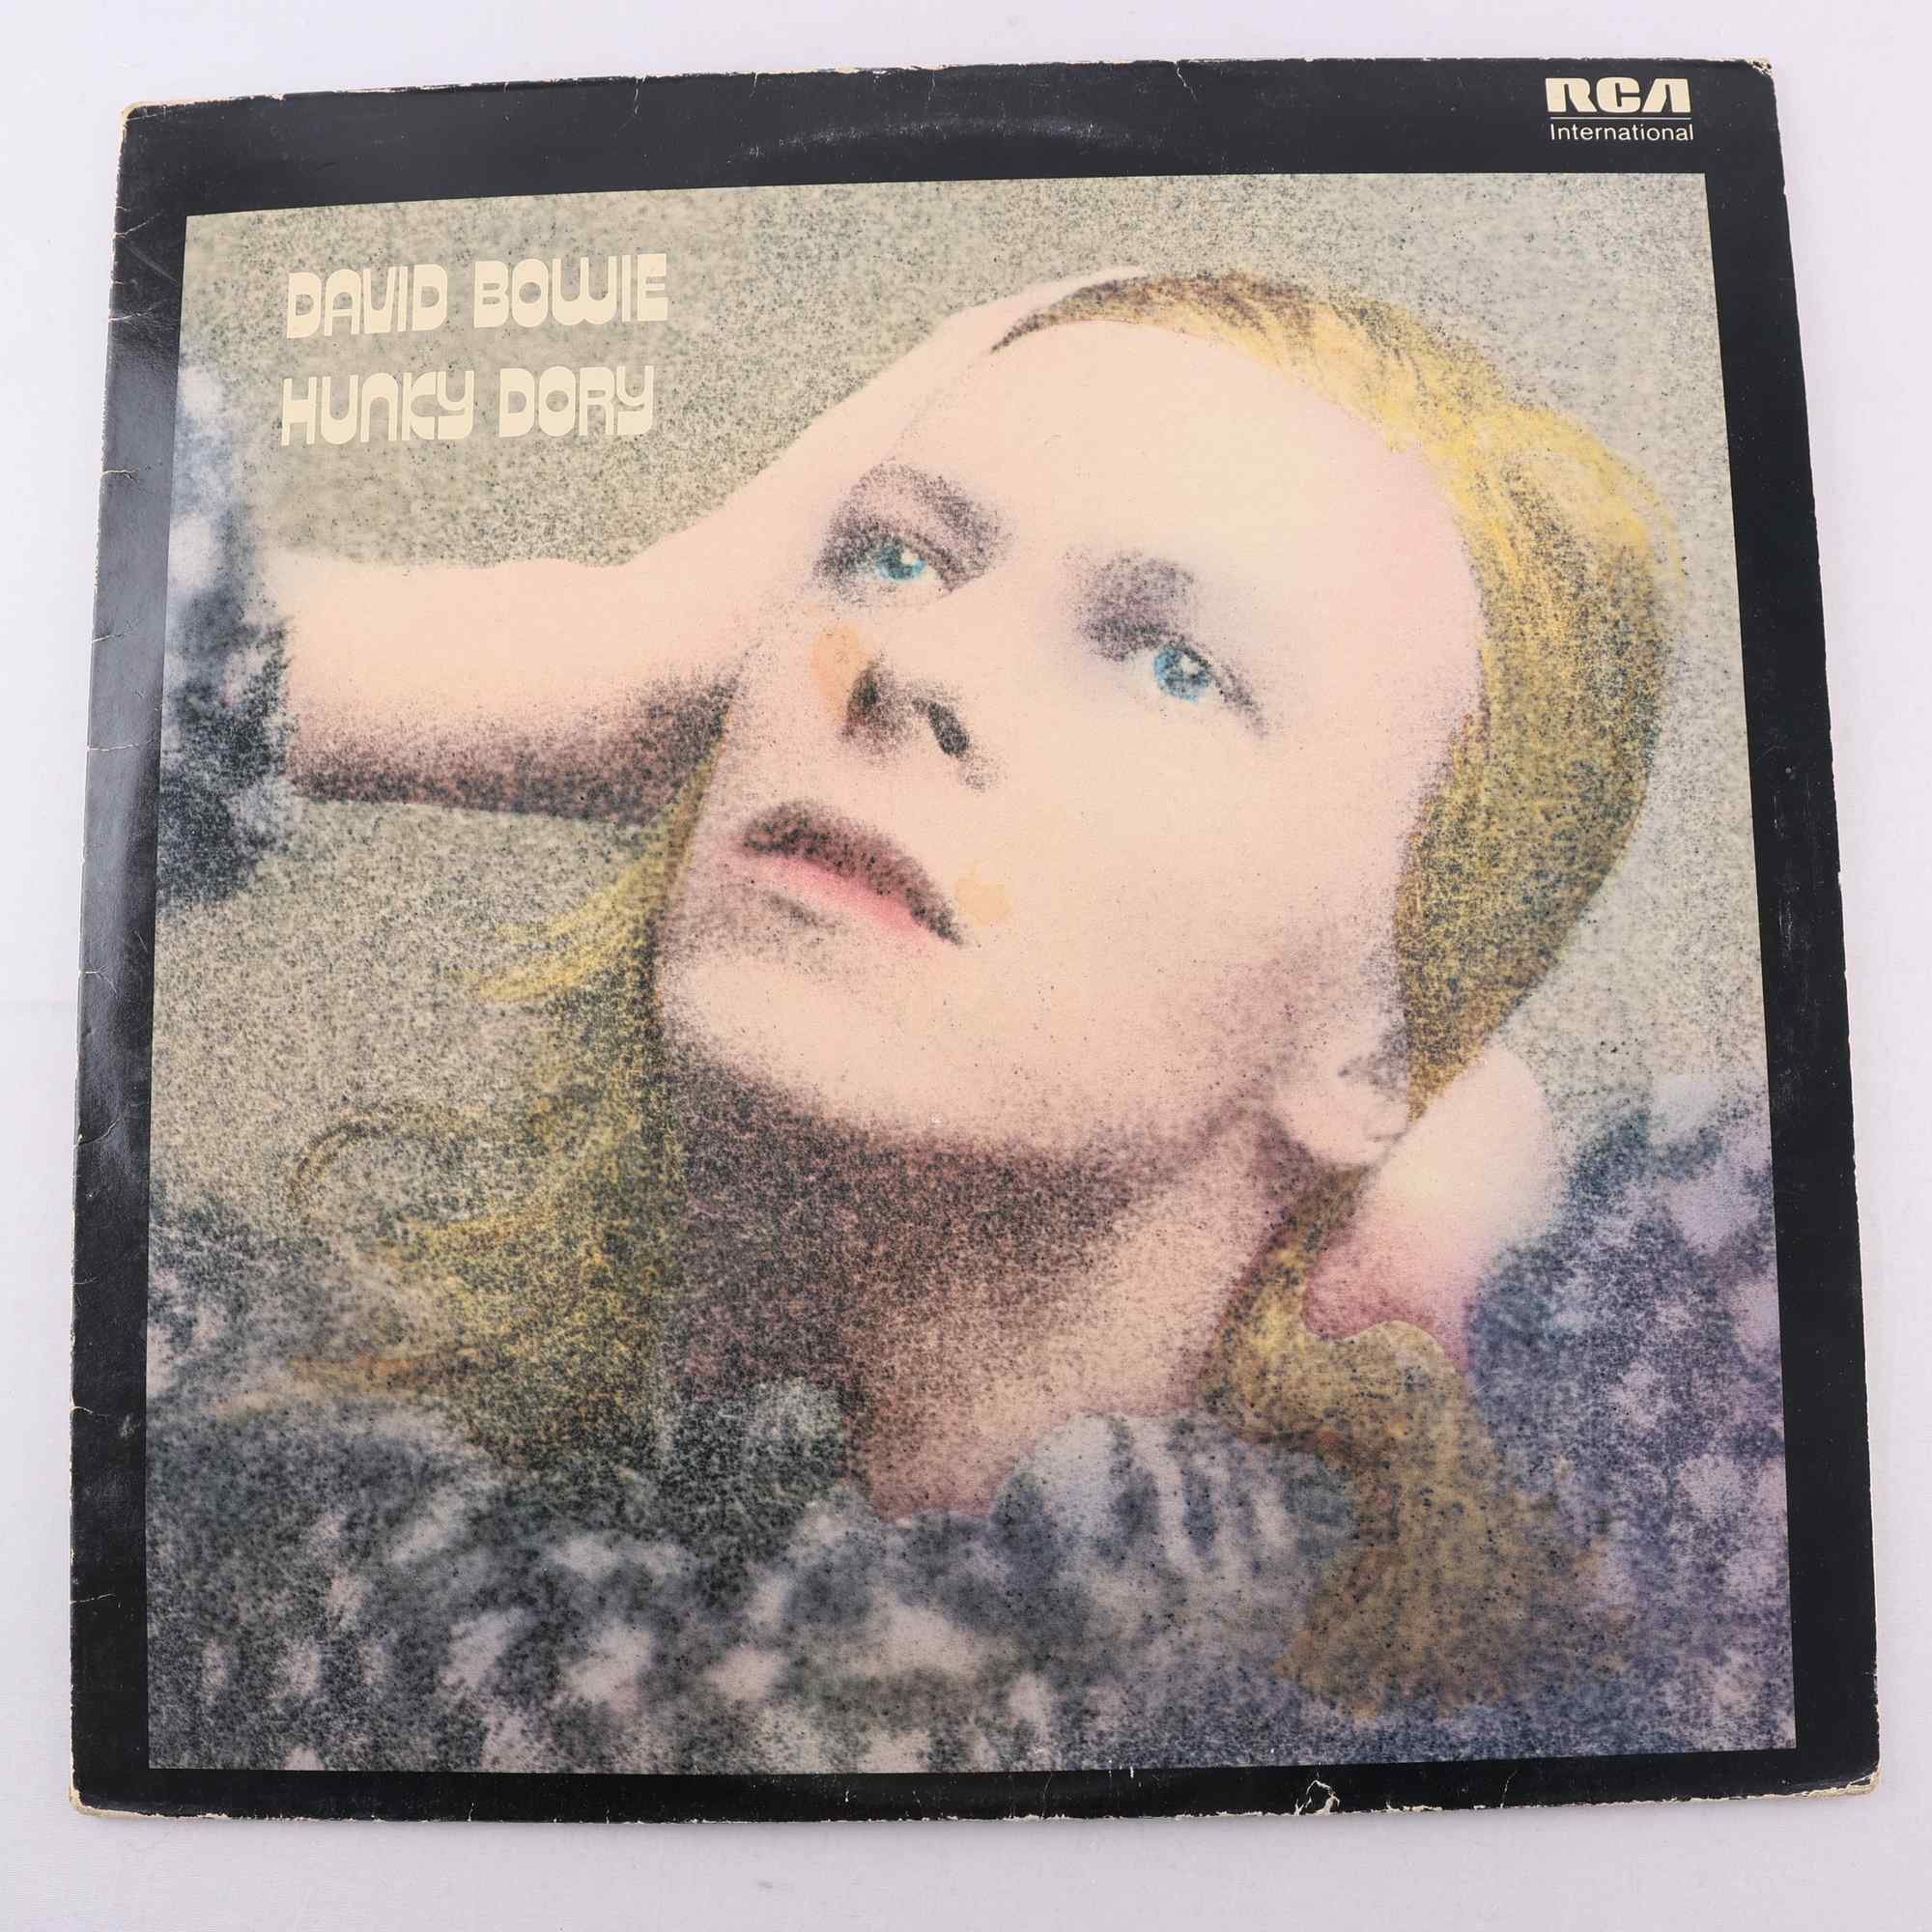 RCA
International
DAVID BOWIE
HUNKY DORY